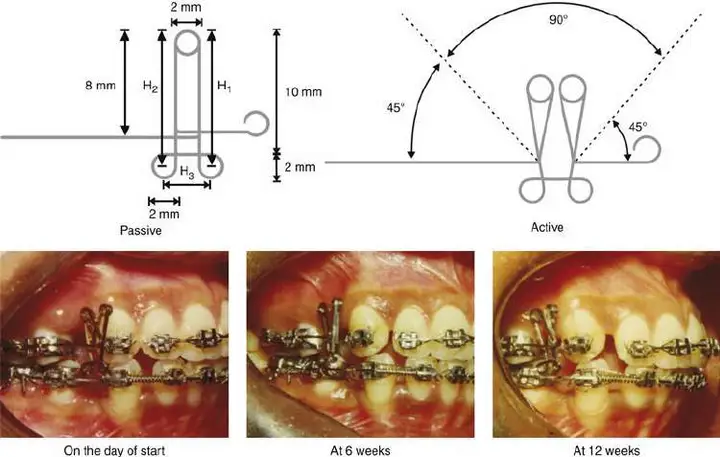 2 mm
8 mm
H₂
H₁
10 mm
H₃
2 mm
2 mm
Passive
90°
45°
45°
Active
On the day of start
At 6 weeks
At 12 weeks